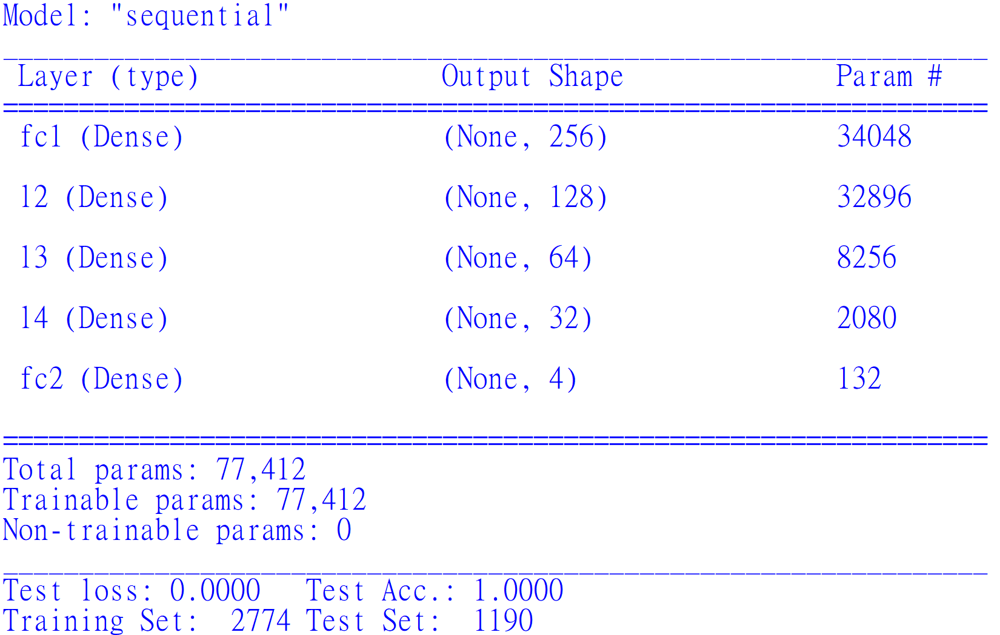 Model: "sequential"
_________________________________________________________________
Layer (type)                Output Shape              Param #
=================================================================
fc1 (Dense)                 (None, 256)               34048
l2 (Dense)                  (None, 128)               32896
l3 (Dense)                  (None, 64)                8256
l4 (Dense)                  (None, 32)                2080
fc2 (Dense)                 (None, 4)                 132
=================================================================
Total params: 77,412
Trainable params: 77,412
Non-trainable params: 0
_________________________________________________________________
Test loss: 0.0000   Test Acc.: 1.0000
Training Set:  2774 Test Set:  1190